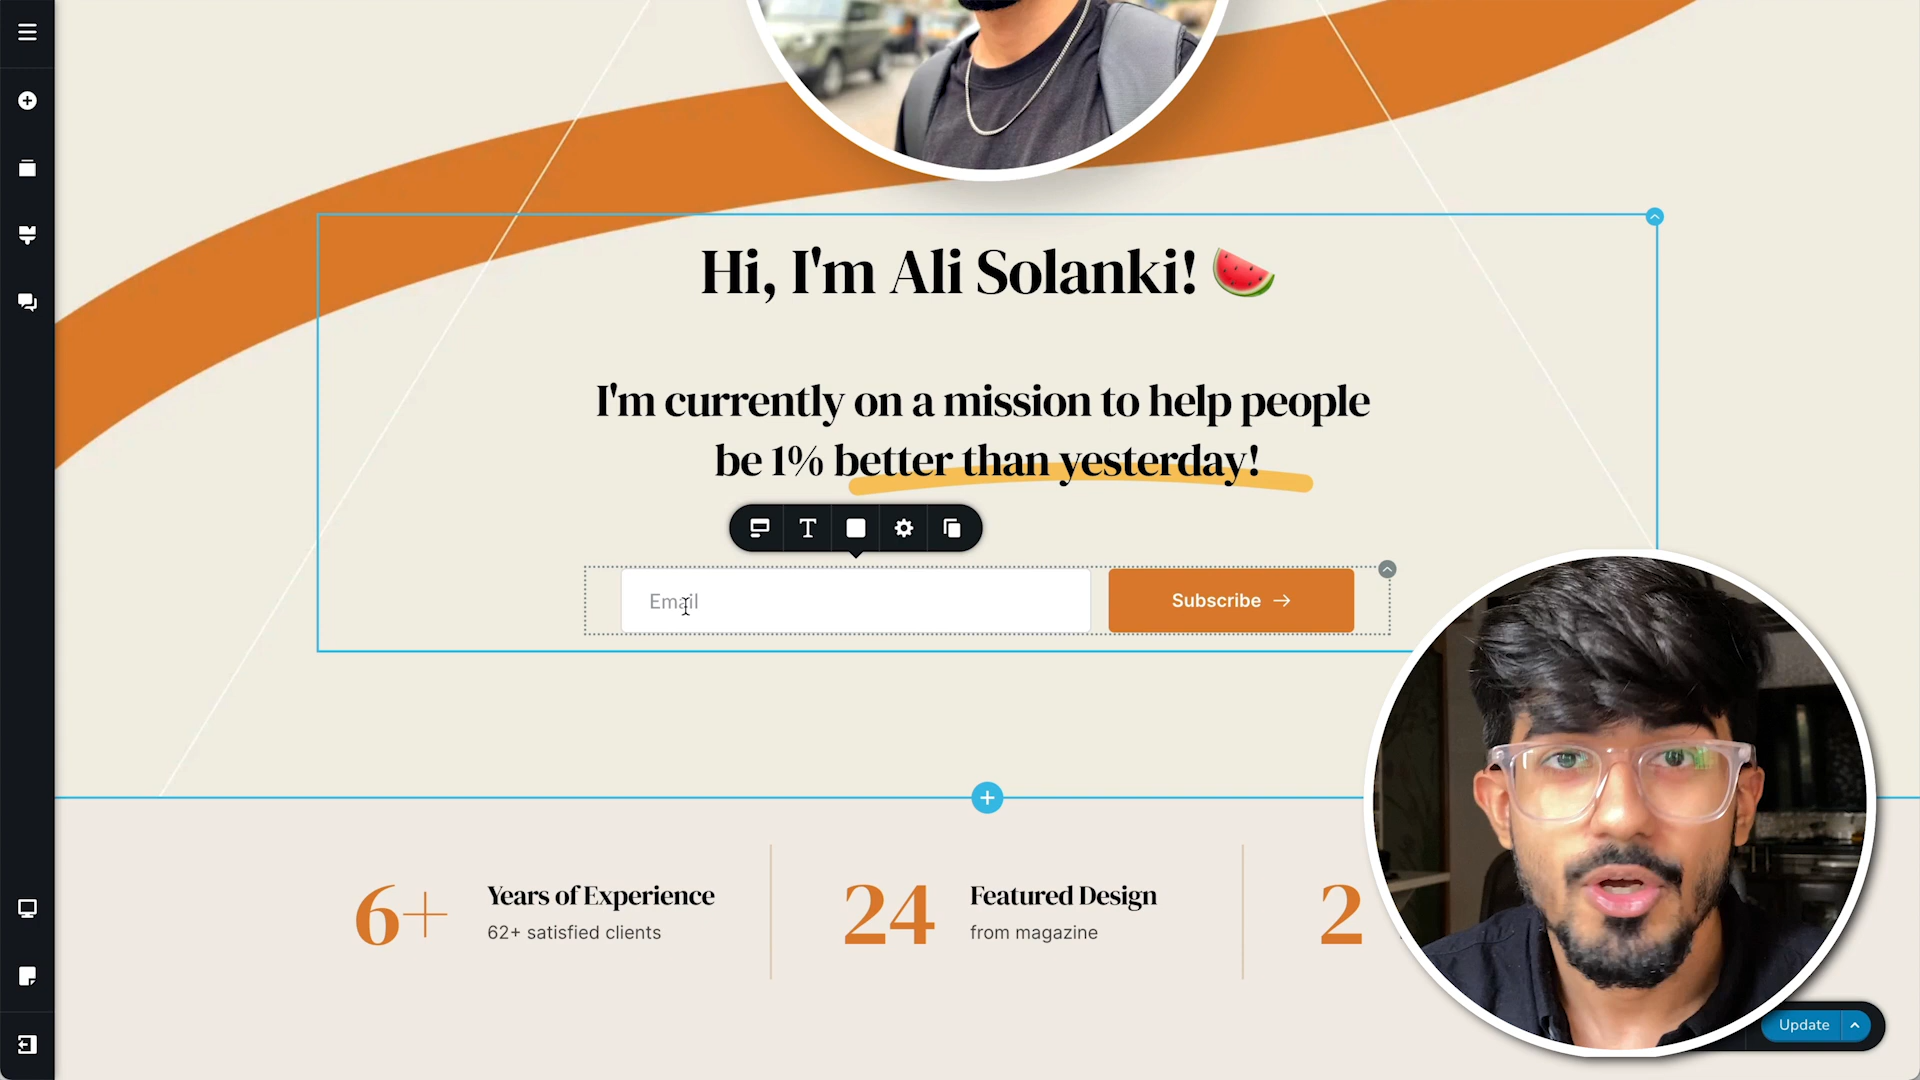 Hi, I'm Ali Solanki! 🍉
I'm currently on a mission to help people
be 1% better than yesterday!
Email
Subscribe →
6+
Years of Experience
62+ satisfied clients
24
Featured Design
from magazine
2
Update